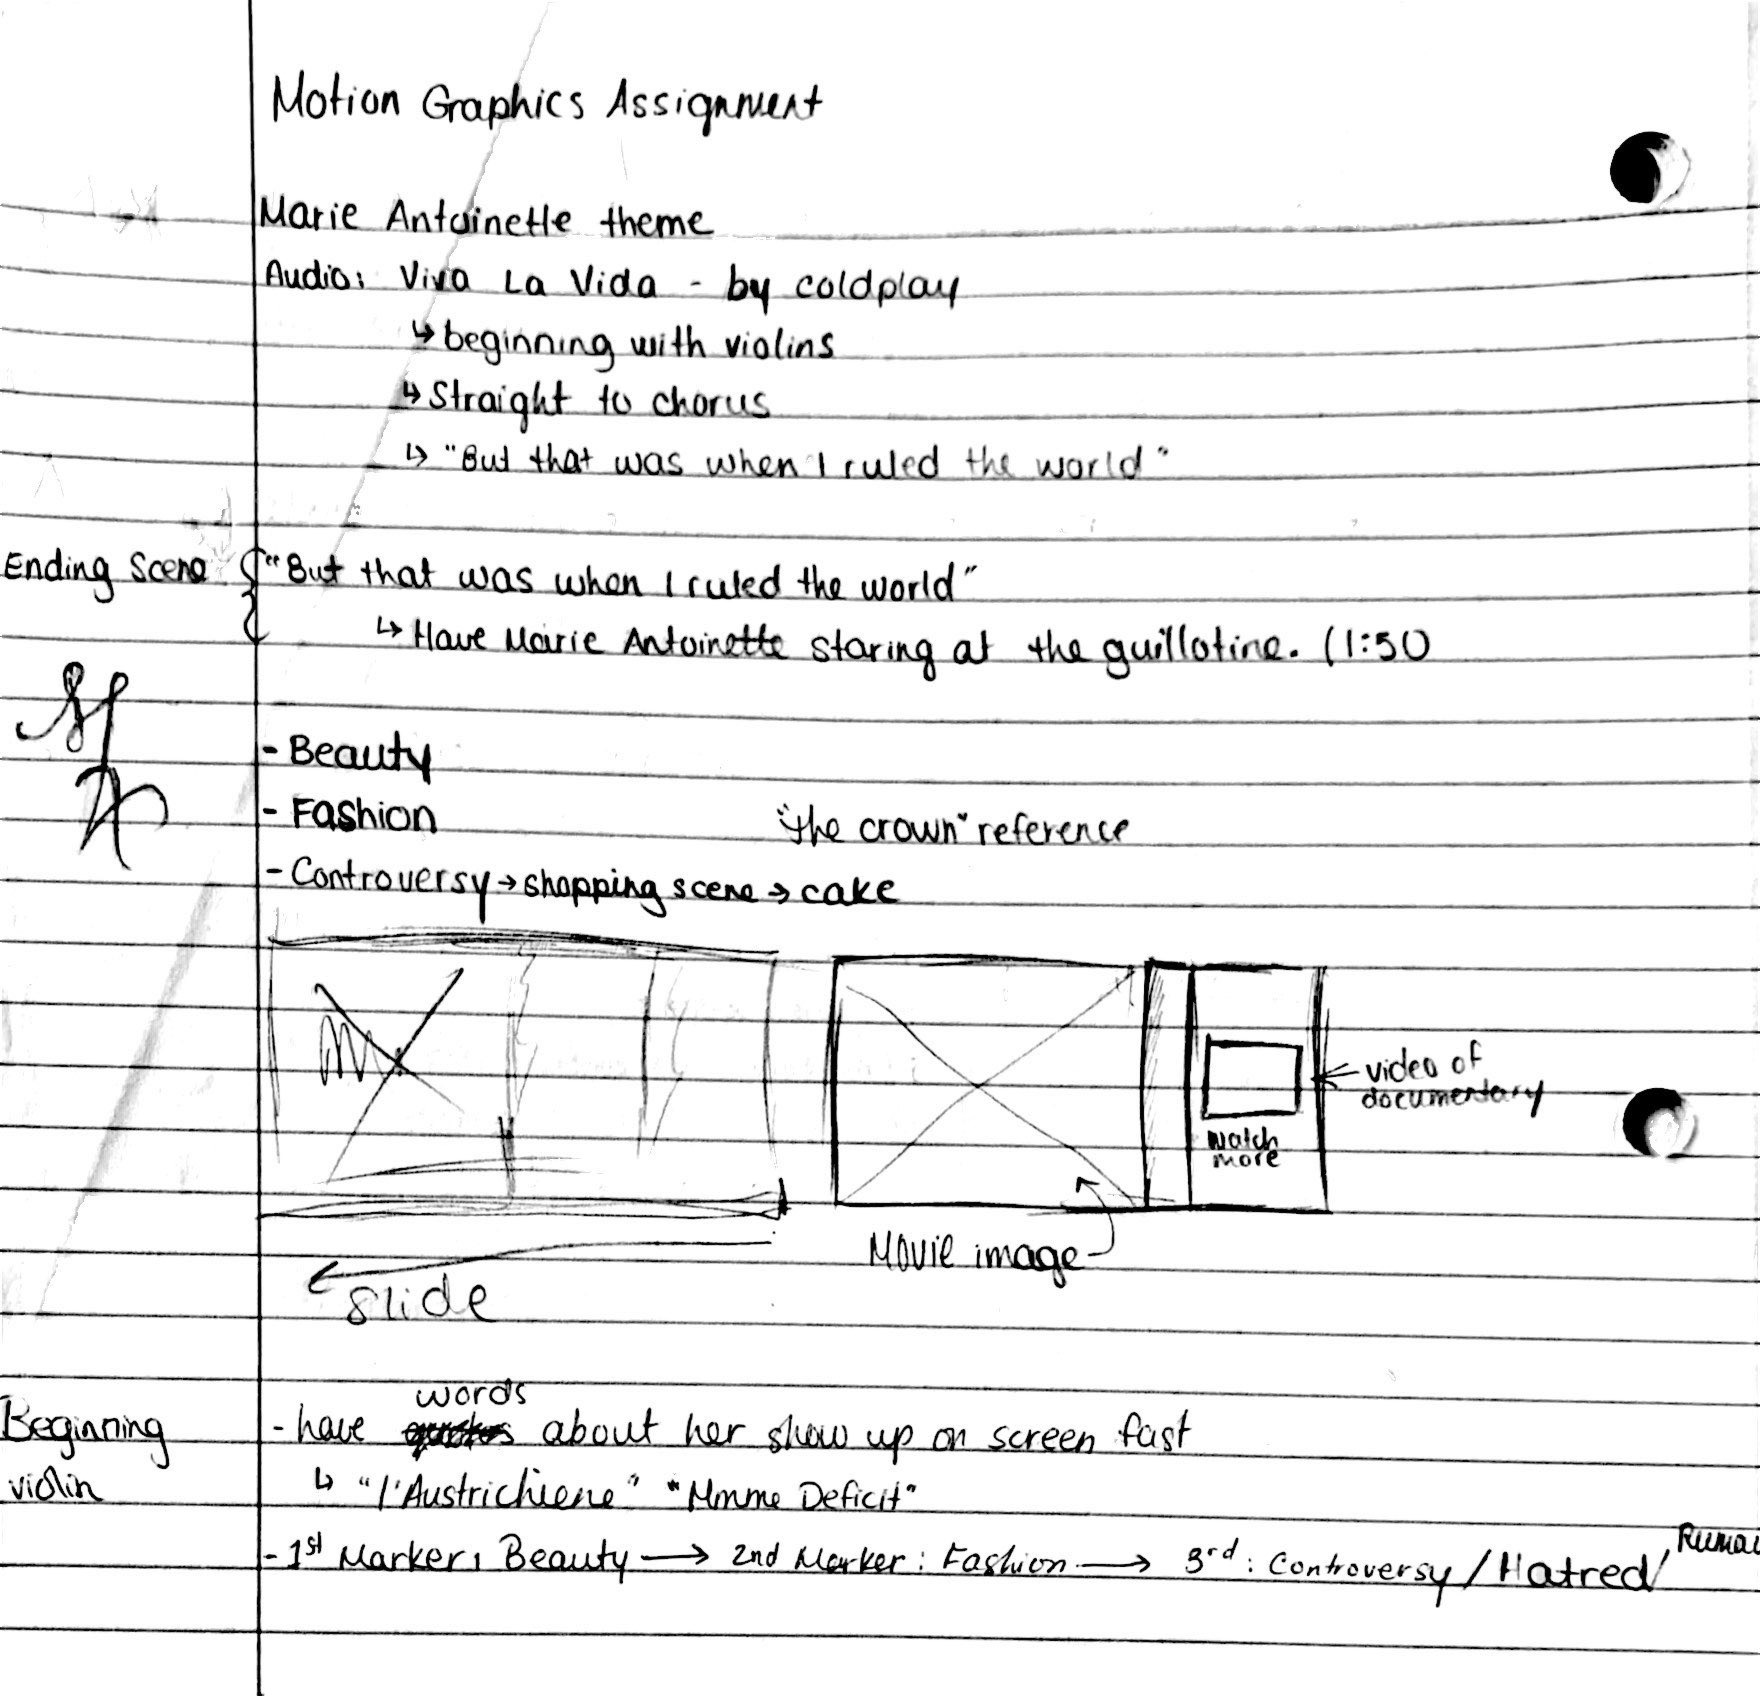 Motion Graphics Assignment
Marie Antoinette theme
Audio: Viva La Vida - by coldplay
↳ beginning with violins
↳ Straight to chorus
↳ "But that was when I ruled the world"
Ending Scene { "But that was when I ruled the world"
↳ Have Marie Antoinette staring at the guillotine. (1:50
- Beauty
- Fashion
"the crown" reference
- Controversy → shopping scene → cake
← video of
documentary
watch
more
Movie image
slide
words
Beginning
violin
- have about her show up on screen fast
↳ "l'Austrichiene" "Mmme Deficit"
- 1st Marker: Beauty → 2nd Marker: Fashion → 3rd: Controversy / Hatred /